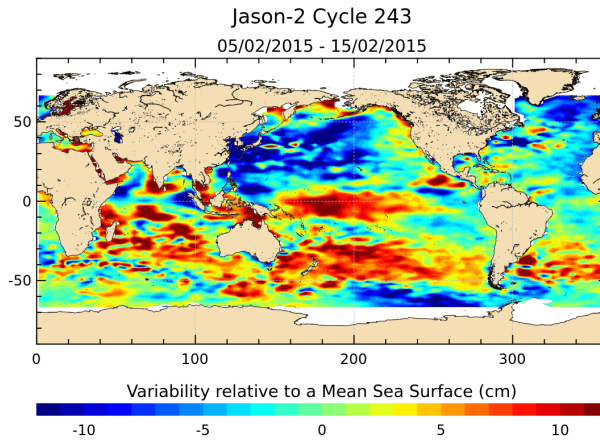 Jason-2 Cycle 243
05/02/2015 - 15/02/2015
50
0
-50
0 100 200 300
Variability relative to a Mean Sea Surface (cm)
-10 -5 0 5 10